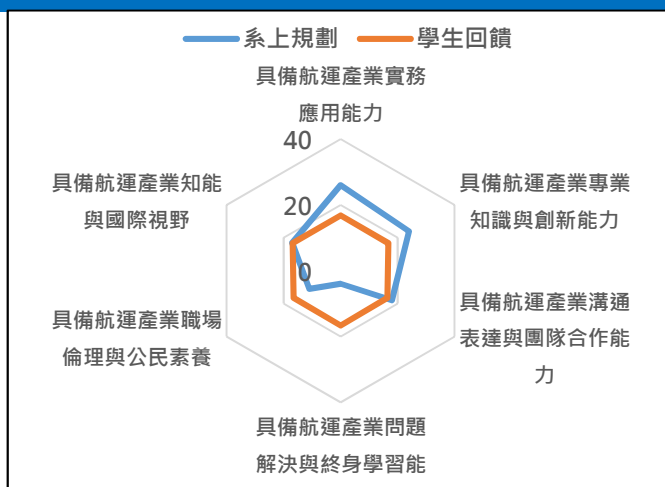 系上規劃 學生回饋
具備航運產業實務
應用能力
40
20
0
具備航運產業專業
知識與創新能力
具備航運產業溝通
表達與團隊合作能
力
具備航運產業問題
解決與終身學習能
具備航運產業職場
倫理與公民素養
具備航運產業知能
與國際視野